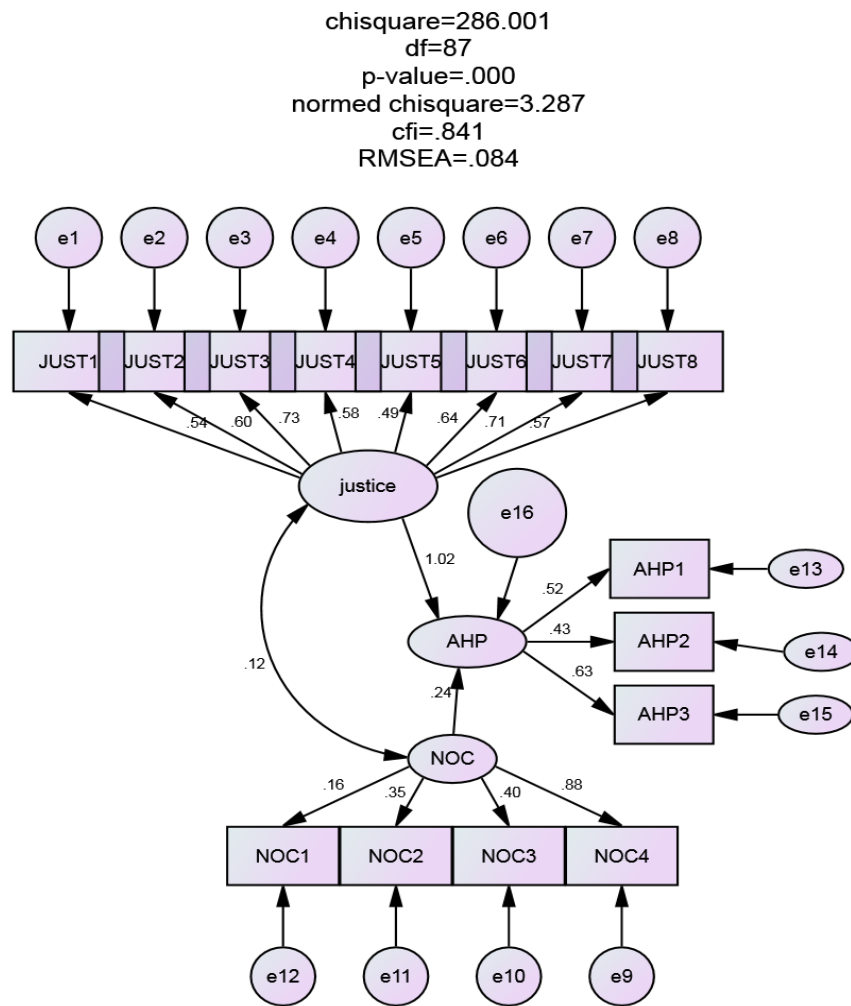 chisquare=286.001
df=87
p-value=.000
normed chisquare=3.287
cfi=.841
RMSEA=.084
e1 e2 e3 e4 e5 e6 e7 e8
JUST1 JUST2 JUST3 JUST4 JUST5 JUST6 JUST7 JUST8
.54 .60 .73 .58 .49 .64 .71 .57
justice
e16
1.02
AHP1 e13
.52
AHP
.43
AHP2 e14
.63
.12
.24
AHP3 e15
NOC
.16 .35 .40 .88
NOC1 NOC2 NOC3 NOC4
e12 e11 e10 e9